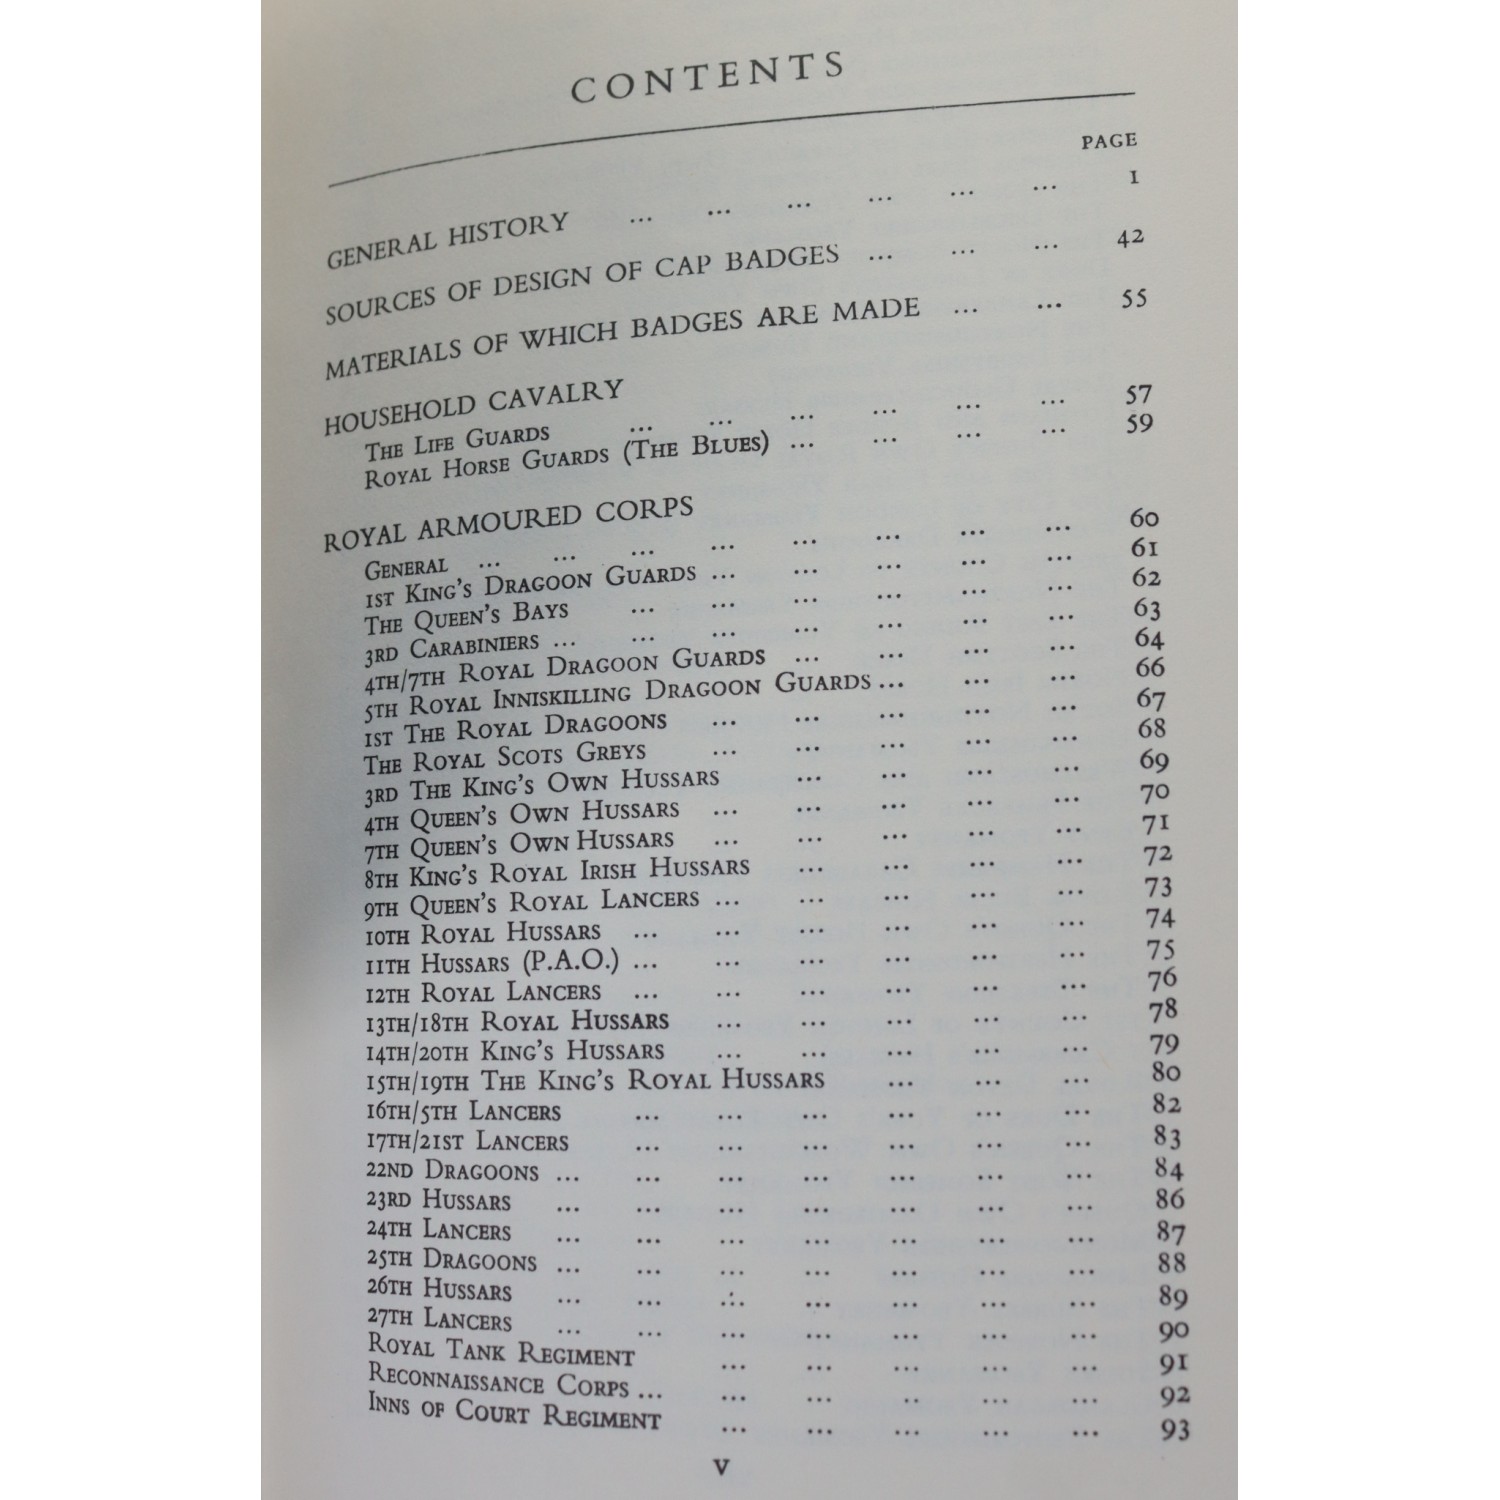 CONTENTS
PAGE
GENERAL HISTORY ... ... ... ... ... ... 1
SOURCES OF DESIGN OF CAP BADGES ... ... ... 42
MATERIALS OF WHICH BADGES ARE MADE ... ... 55
HOUSEHOLD CAVALRY
THE LIFE GUARDS ... ... ... ... ... ... 57
ROYAL HORSE GUARDS (THE BLUES) ... ... ... ... 59
ROYAL ARMOURED CORPS
GENERAL ... ... ... ... ... ... ... ... 60
1ST KING'S DRAGOON GUARDS ... ... ... ... ... 61
THE QUEEN'S BAYS ... ... ... ... ... ... 62
3RD CARABINIERS ... ... ... ... ... ... ... 63
4TH/7TH ROYAL DRAGOON GUARDS ... ... ... ... 64
5TH ROYAL INNISKILLING DRAGOON GUARDS ... ... ... 66
1ST THE ROYAL DRAGOONS ... ... ... ... ... 67
THE ROYAL SCOTS GREYS ... ... ... ... ... 68
3RD THE KING'S OWN HUSSARS ... ... ... ... 69
4TH QUEEN'S OWN HUSSARS ... ... ... ... ... 70
7TH QUEEN'S OWN HUSSARS ... ... ... ... ... 71
8TH KING'S ROYAL IRISH HUSSARS ... ... ... ... 72
9TH QUEEN'S ROYAL LANCERS ... ... ... ... ... 73
10TH ROYAL HUSSARS ... ... ... ... ... ... 74
11TH HUSSARS (P.A.O.) ... ... ... ... ... ... 75
12TH ROYAL LANCERS ... ... ... ... ... ... 76
13TH/18TH ROYAL HUSSARS ... ... ... ... ... 78
14TH/20TH KING'S HUSSARS ... ... ... ... ... 79
15TH/19TH THE KING'S ROYAL HUSSARS ... ... ... 80
16TH/5TH LANCERS ... ... ... ... ... ... 82
17TH/21ST LANCERS ... ... ... ... ... ... 83
22ND DRAGOONS ... ... ... ... ... ... ... 84
23RD HUSSARS ... ... ... ... ... ... ... 86
24TH LANCERS ... ... ... ... ... ... ... 87
25TH DRAGOONS ... ... ... ... ... ... ... 88
26TH HUSSARS ... ... ... ... ... ... ... 89
27TH LANCERS ... ... ... ... ... ... ... 90
ROYAL TANK REGIMENT ... ... ... ... ... 91
RECONNAISSANCE CORPS ... ... ... .. ... ... 92
INNS OF COURT REGIMENT ... ... ... ... ... 93
V